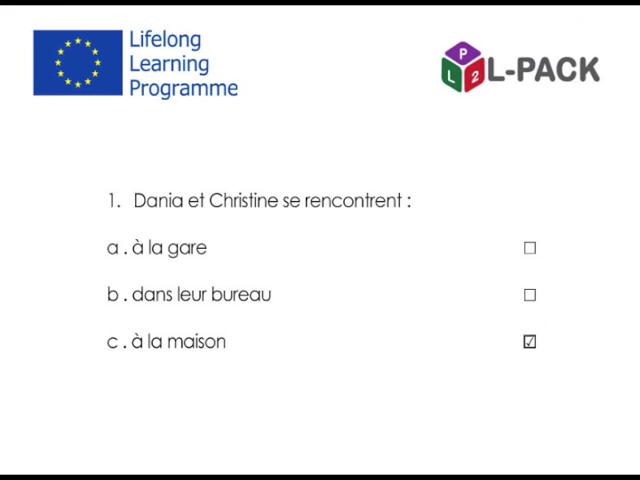 Lifelong
Learning
Programme
P
L 2
L-PACK
1. Dania et Christine se rencontrent :
a . à la gare ☐
b . dans leur bureau ☐
c . à la maison ☑